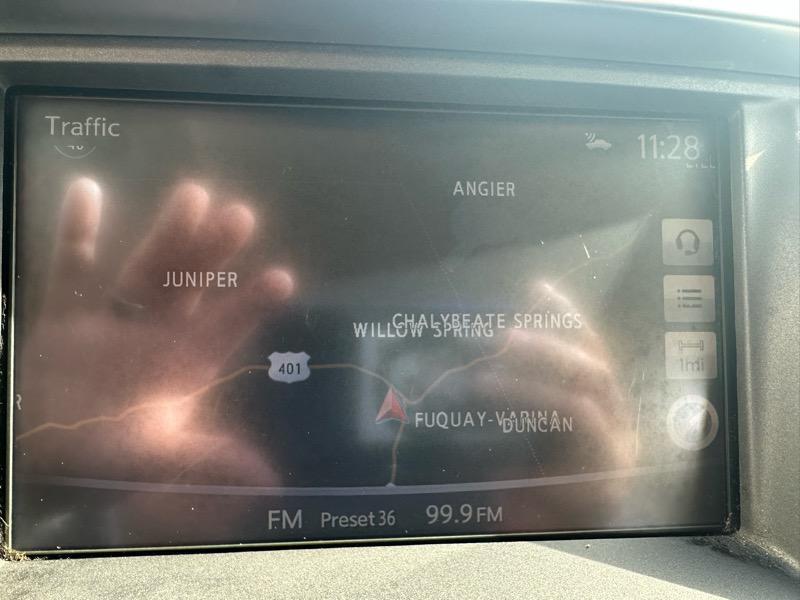 Traffic
40
11:28
ANGIER
JUNIPER
CHALYBEATE SPRINGS
WILLOW SPRING
401
1mi
FUQUAY-VARINA
DUNCAN
FM Preset 36 99.9 FM